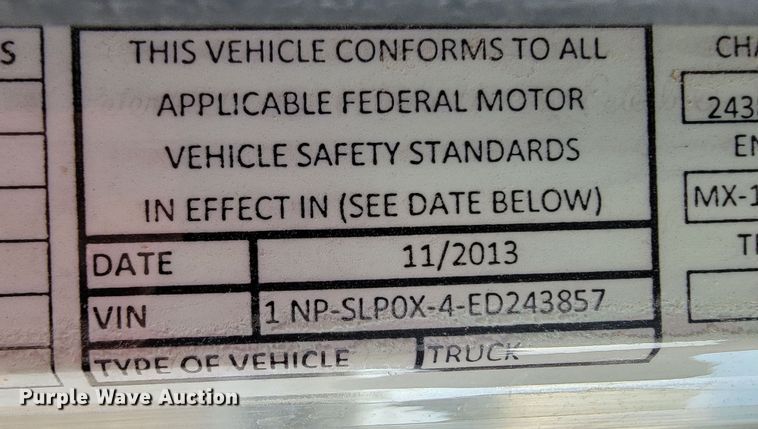 S
THIS VEHICLE CONFORMS TO ALL
APPLICABLE FEDERAL MOTOR
VEHICLE SAFETY STANDARDS
IN EFFECT IN (SEE DATE BELOW)
DATE 11/2013
VIN 1 NP-SLP0X-4-ED243857
TYPE OF VEHICLE TRUCK
CHA
243
EN
MX-1
T
Purple Wave Auction